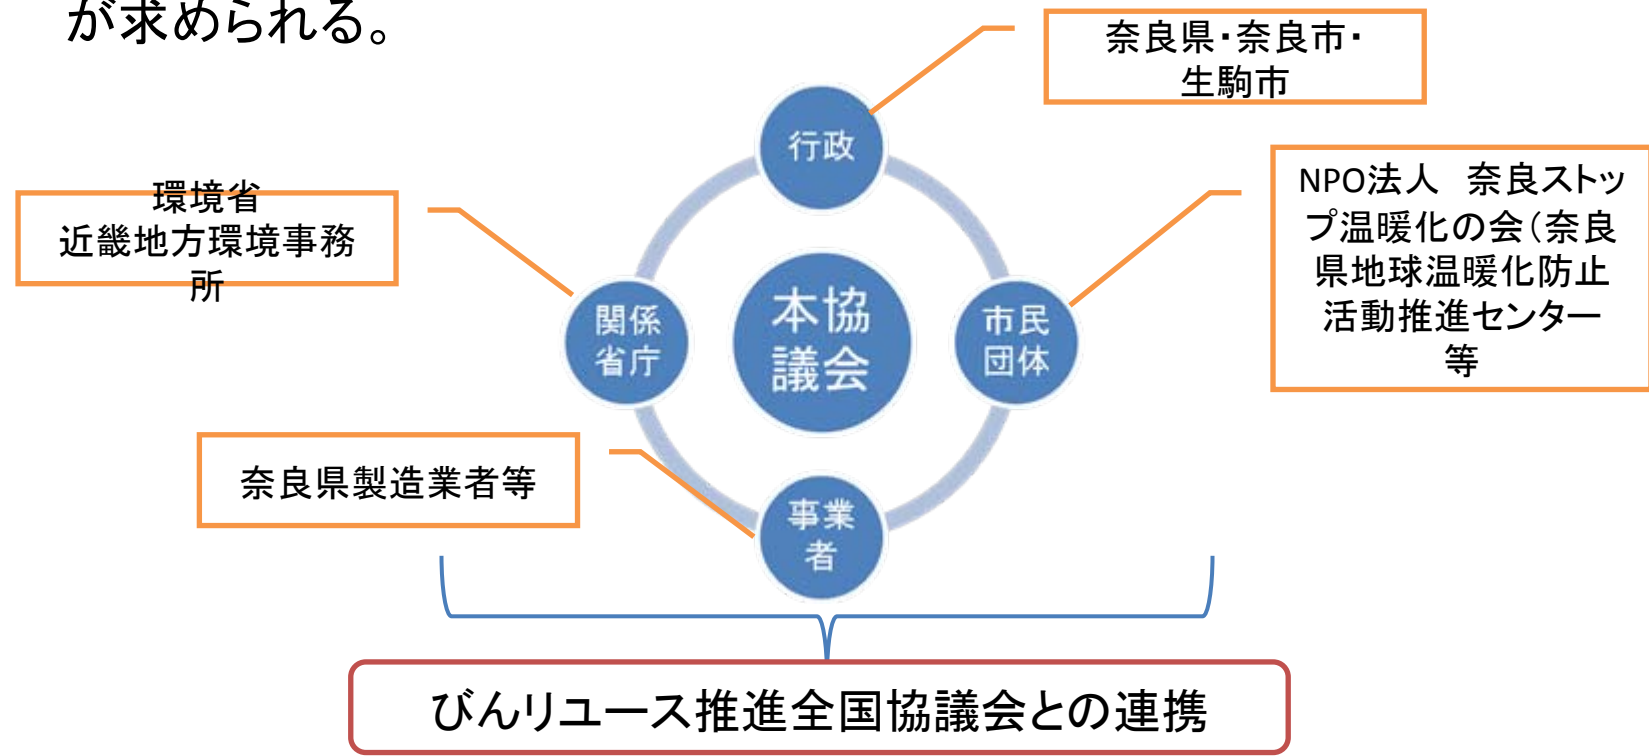 が求められる。
奈良県・奈良市・
生駒市
行政
環境省
近畿地方環境事務
所
NPO法人　奈良ストッ
プ温暖化の会（奈良
県地球温暖化防止
活動推進センター
等
関係
省庁
本協
議会
市民
団体
奈良県製造業者等
事業
者
びんリユース推進全国協議会との連携